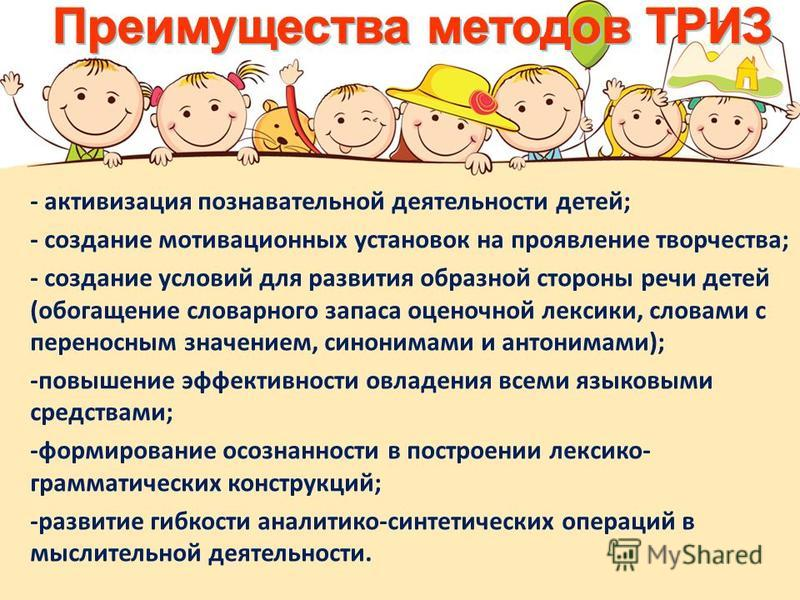 Преимущества методов ТРИЗ
- активизация познавательной деятельности детей;
- создание мотивационных установок на проявление творчества;
- создание условий для развития образной стороны речи детей
(обогащение словарного запаса оценочной лексики, словами с
переносным значением, синонимами и антонимами);
-повышение эффективности овладения всеми языковыми
средствами;
-формирование осознанности в построении лексико-
грамматических конструкций;
-развитие гибкости аналитико-синтетических операций в
мыслительной деятельности.
MyShared